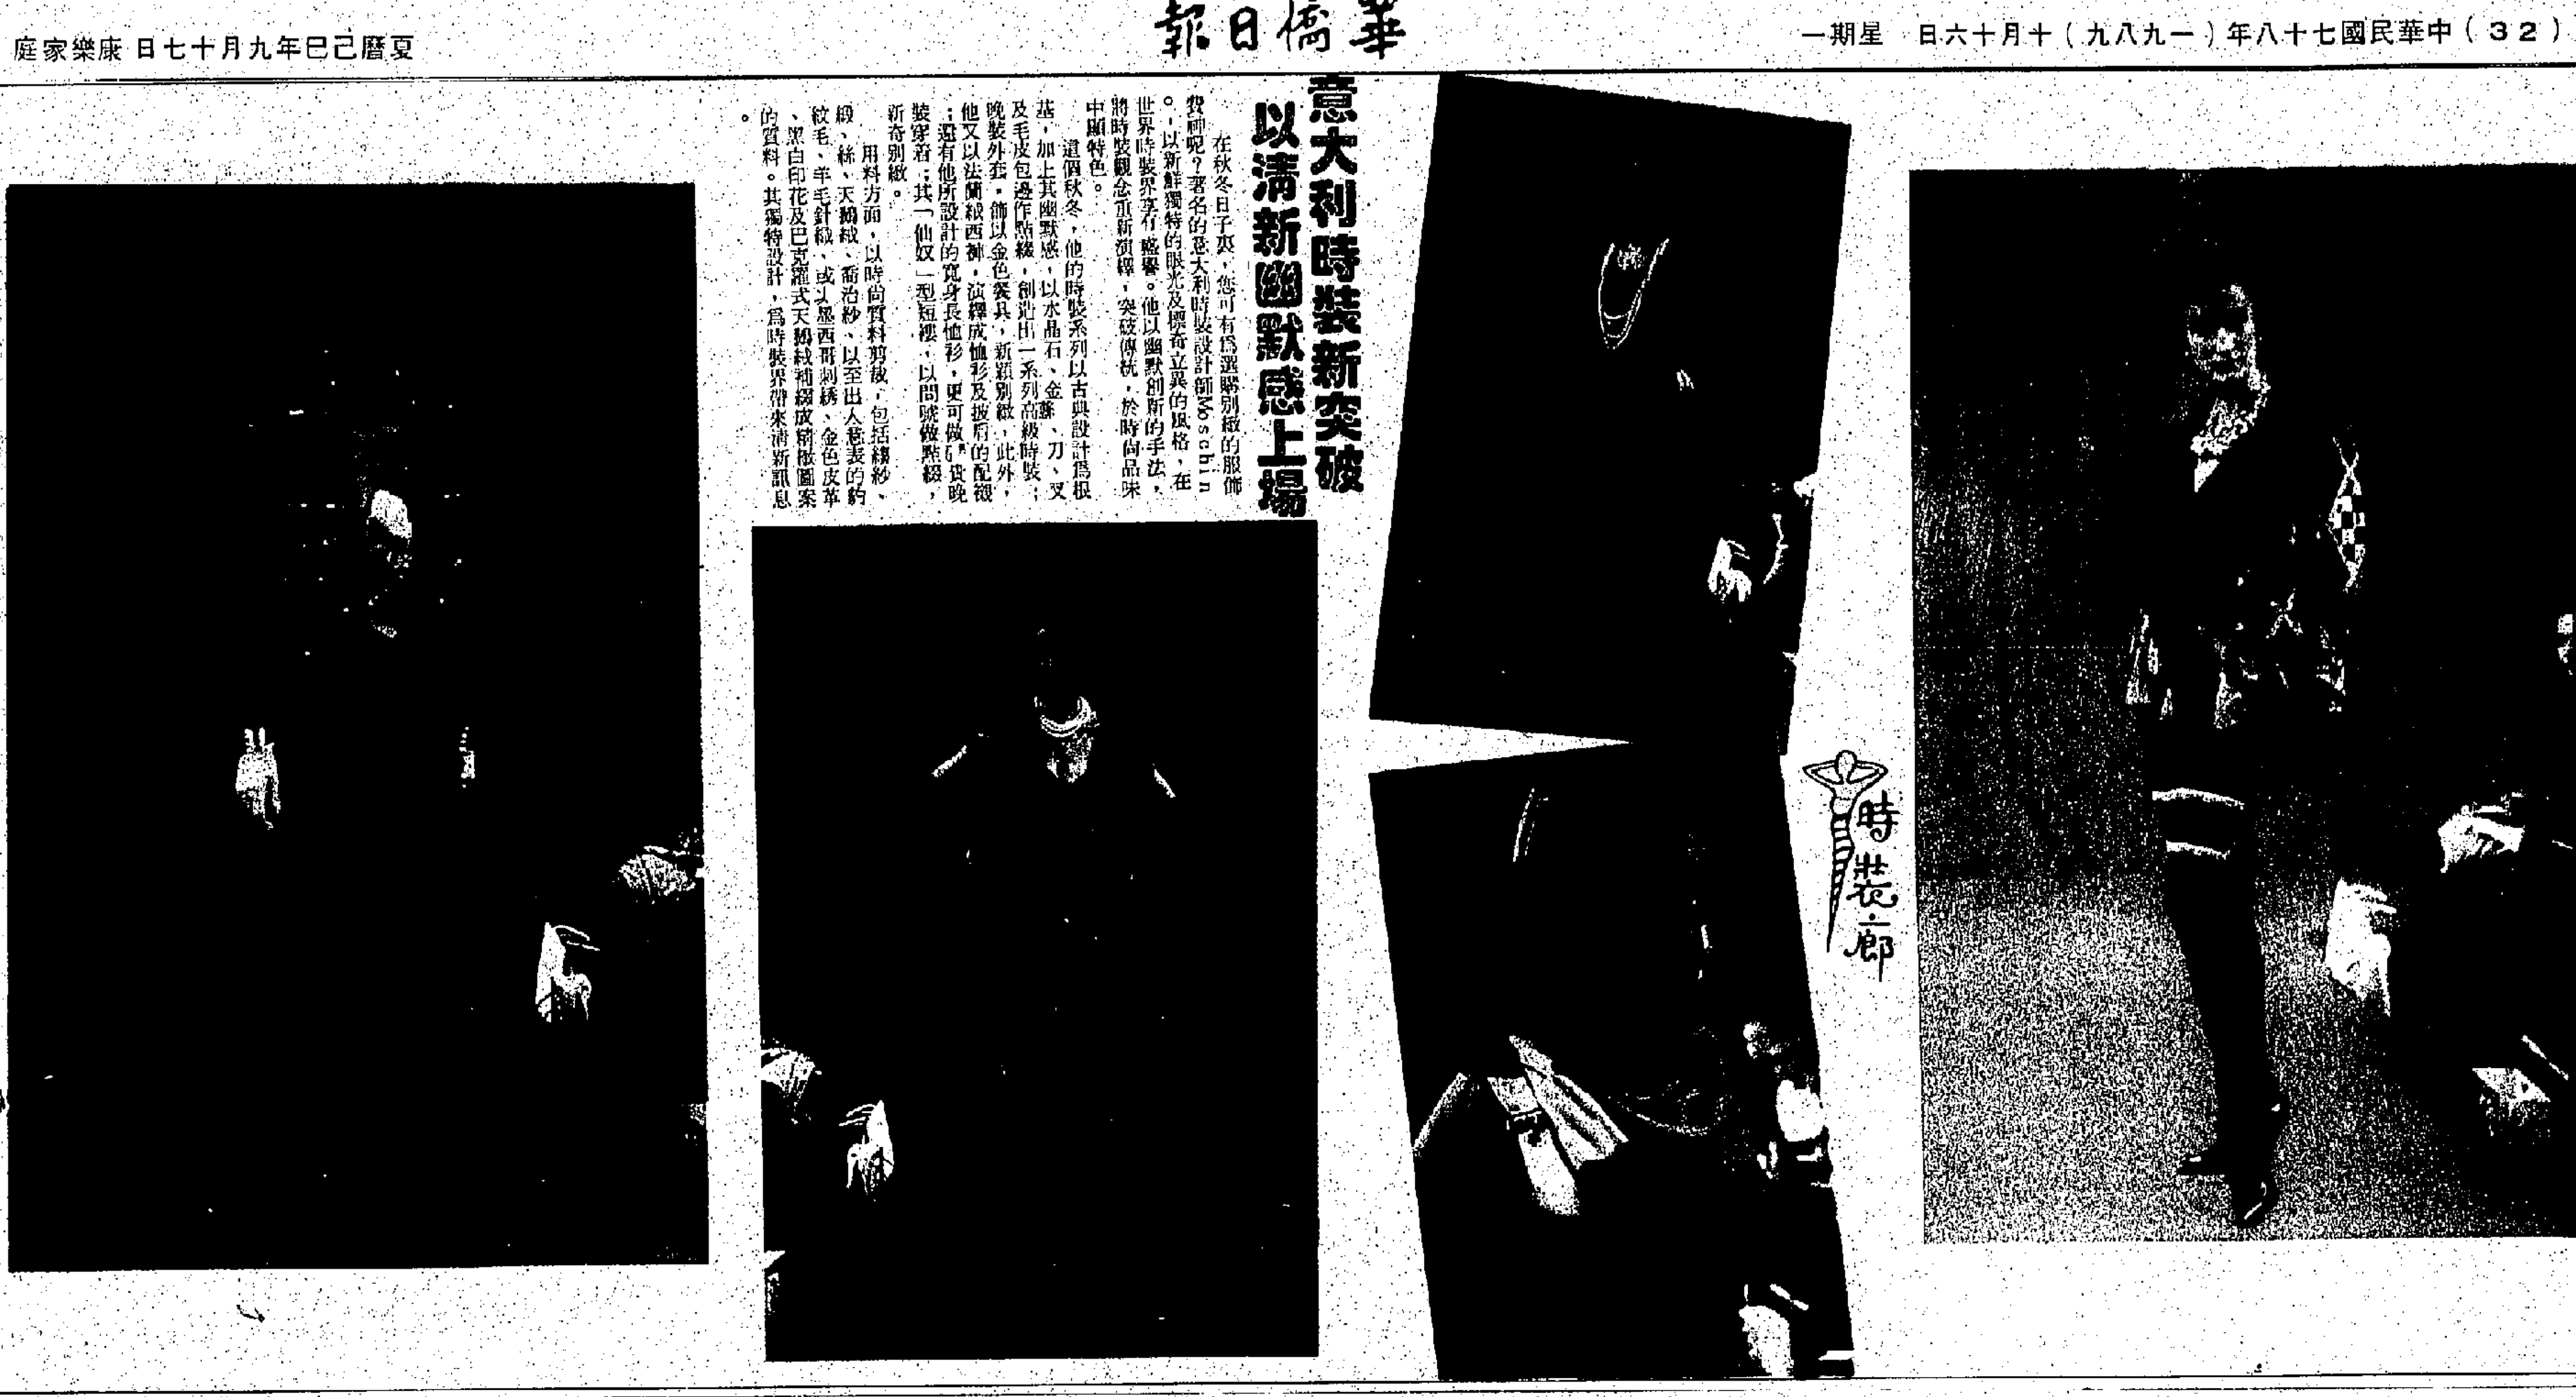 (32) 中華民國七十八年(一九八九)十月十六日 星期一
華僑日報
夏曆己巳年九月十七日 康樂家庭
意大利時裝新突破
以清新幽默感上場
在秋冬日子裏,您可有爲選購別緻的服飾
費神呢?著名的意大利時裝設計師Moschin
o,以新鮮獨特的眼光及標奇立異的風格,在
世界時裝界享有盛譽。他以幽默創新的手法,
將時裝觀念重新演繹,突破傳統,於時尚品味
中顯特色。
這個秋冬,他的時裝系列以古典設計爲根
基,加上其幽默感,以水晶石、金鏈、刀、叉
及毛皮包邊作點綴,創造出一系列高級時裝;
晚裝外套,飾以金色餐具,新穎別緻,此外,
他又以法蘭絨西褲,演繹成恤衫及披肩的配襯
;還有他所設計的寬身長恤衫,更可做高貴晚
裝穿着;其「仙奴」型短褸,以問號做點綴,
新奇別緻。
用料方面,以時尚質料剪裁,包括縐紗、
緞、絲、天鵝絨、喬治紗、以至出人意表的豹
紋毛、羊毛針織、或以墨西哥刺綉、金色皮革
、黑白印花及巴克羅式天鵝絨補綴成精緻圖案
的質料。其獨特設計,爲時裝界帶來清新訊息
。
時裝廊